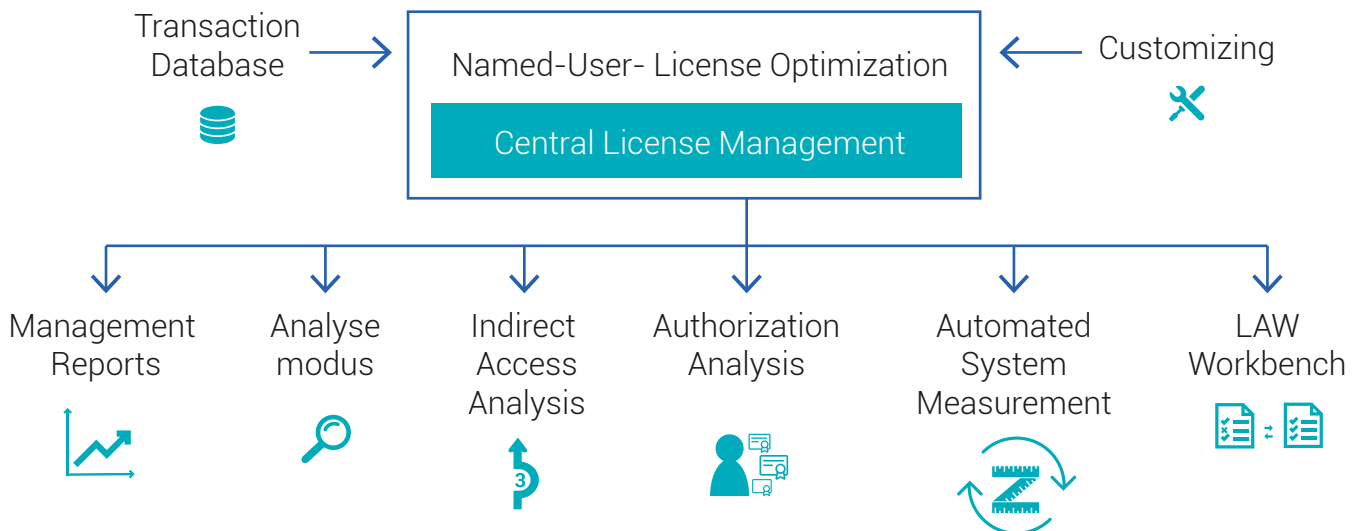 Transaction
Database
Named-User- License Optimization
Central License Management
Customizing
Management
Reports
Analyse
modus
Indirect
Access
Analysis
3
Authorization
Analysis
Automated
System
Measurement
LAW
Workbench